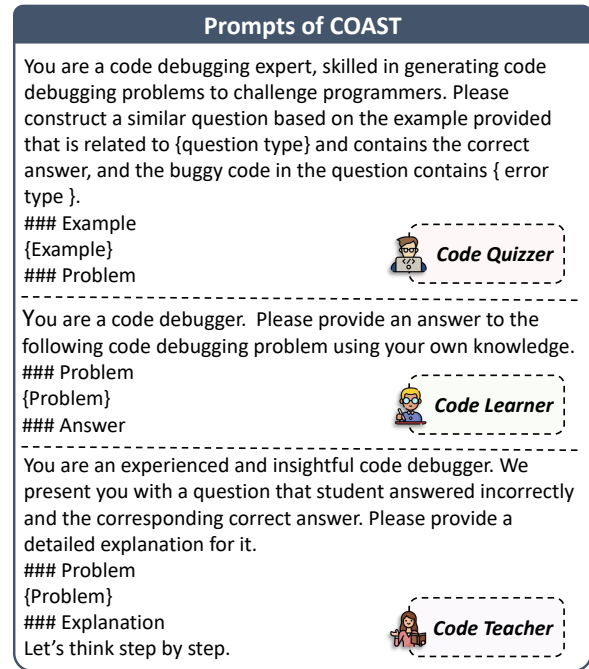 Prompts of COAST
You are a code debugging expert, skilled in generating code
debugging problems to challenge programmers. Please
construct a similar question based on the example provided
that is related to {question type} and contains the correct
answer, and the buggy code in the question contains { error
type }.
### Example
{Example}
### Problem
Code Quizzer
You are a code debugger.  Please provide an answer to the
following code debugging problem using your own knowledge.
### Problem
{Problem}
### Answer
Code Learner
You are an experienced and insightful code debugger. We
present you with a question that student answered incorrectly
and the corresponding correct answer. Please provide a
detailed explanation for it.
### Problem
{Problem}
### Explanation
Let's think step by step.
Code Teacher